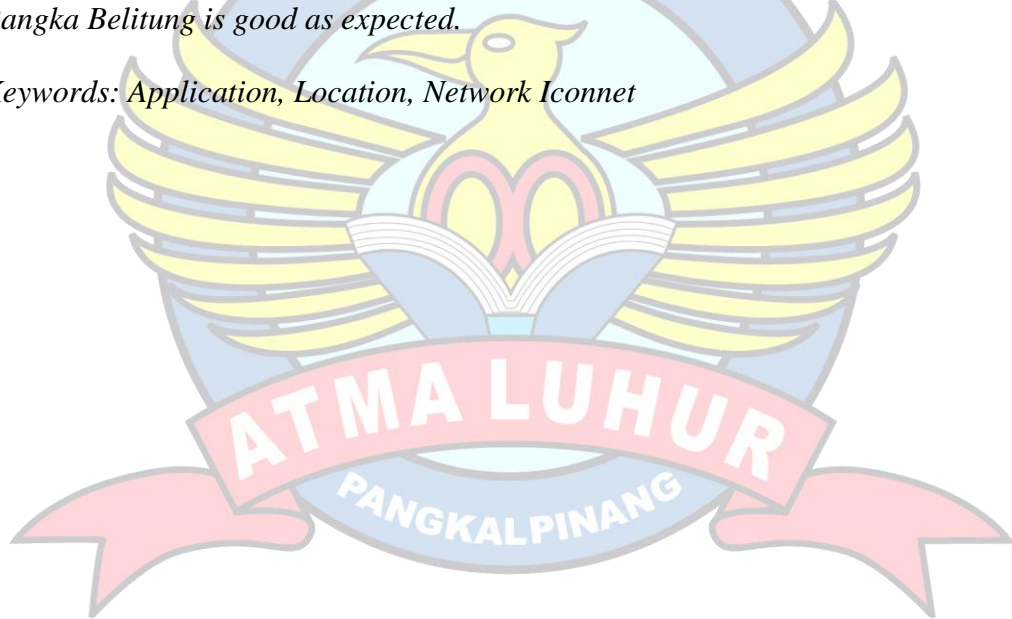 Bangka Belitung is good as expected.
Keywords: Application, Location, Network Iconnet
ATMA LUHUR
PANGKALPINANG